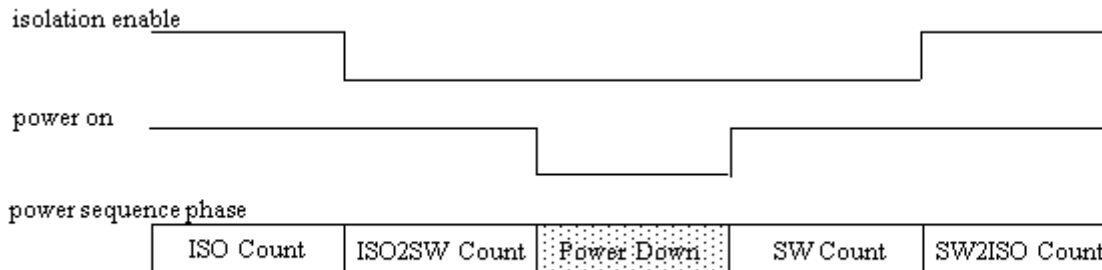 isolation enable
power on
power sequence phase
ISO Count
ISO2SW Count
Power Down
SW Count
SW2ISO Count